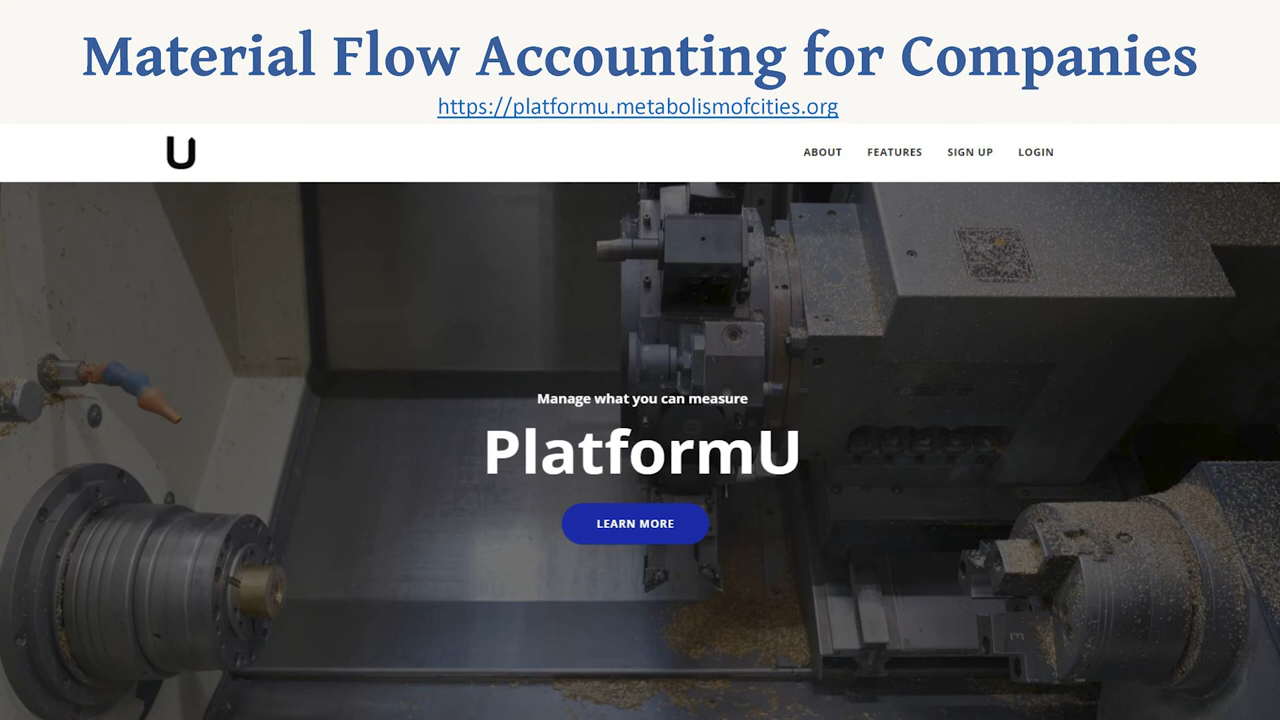 Material Flow Accounting for Companies
https://platformu.metabolismofcities.org
U
ABOUT FEATURES SIGN UP LOGIN
Manage what you can measure
PlatformU
LEARN MORE
E